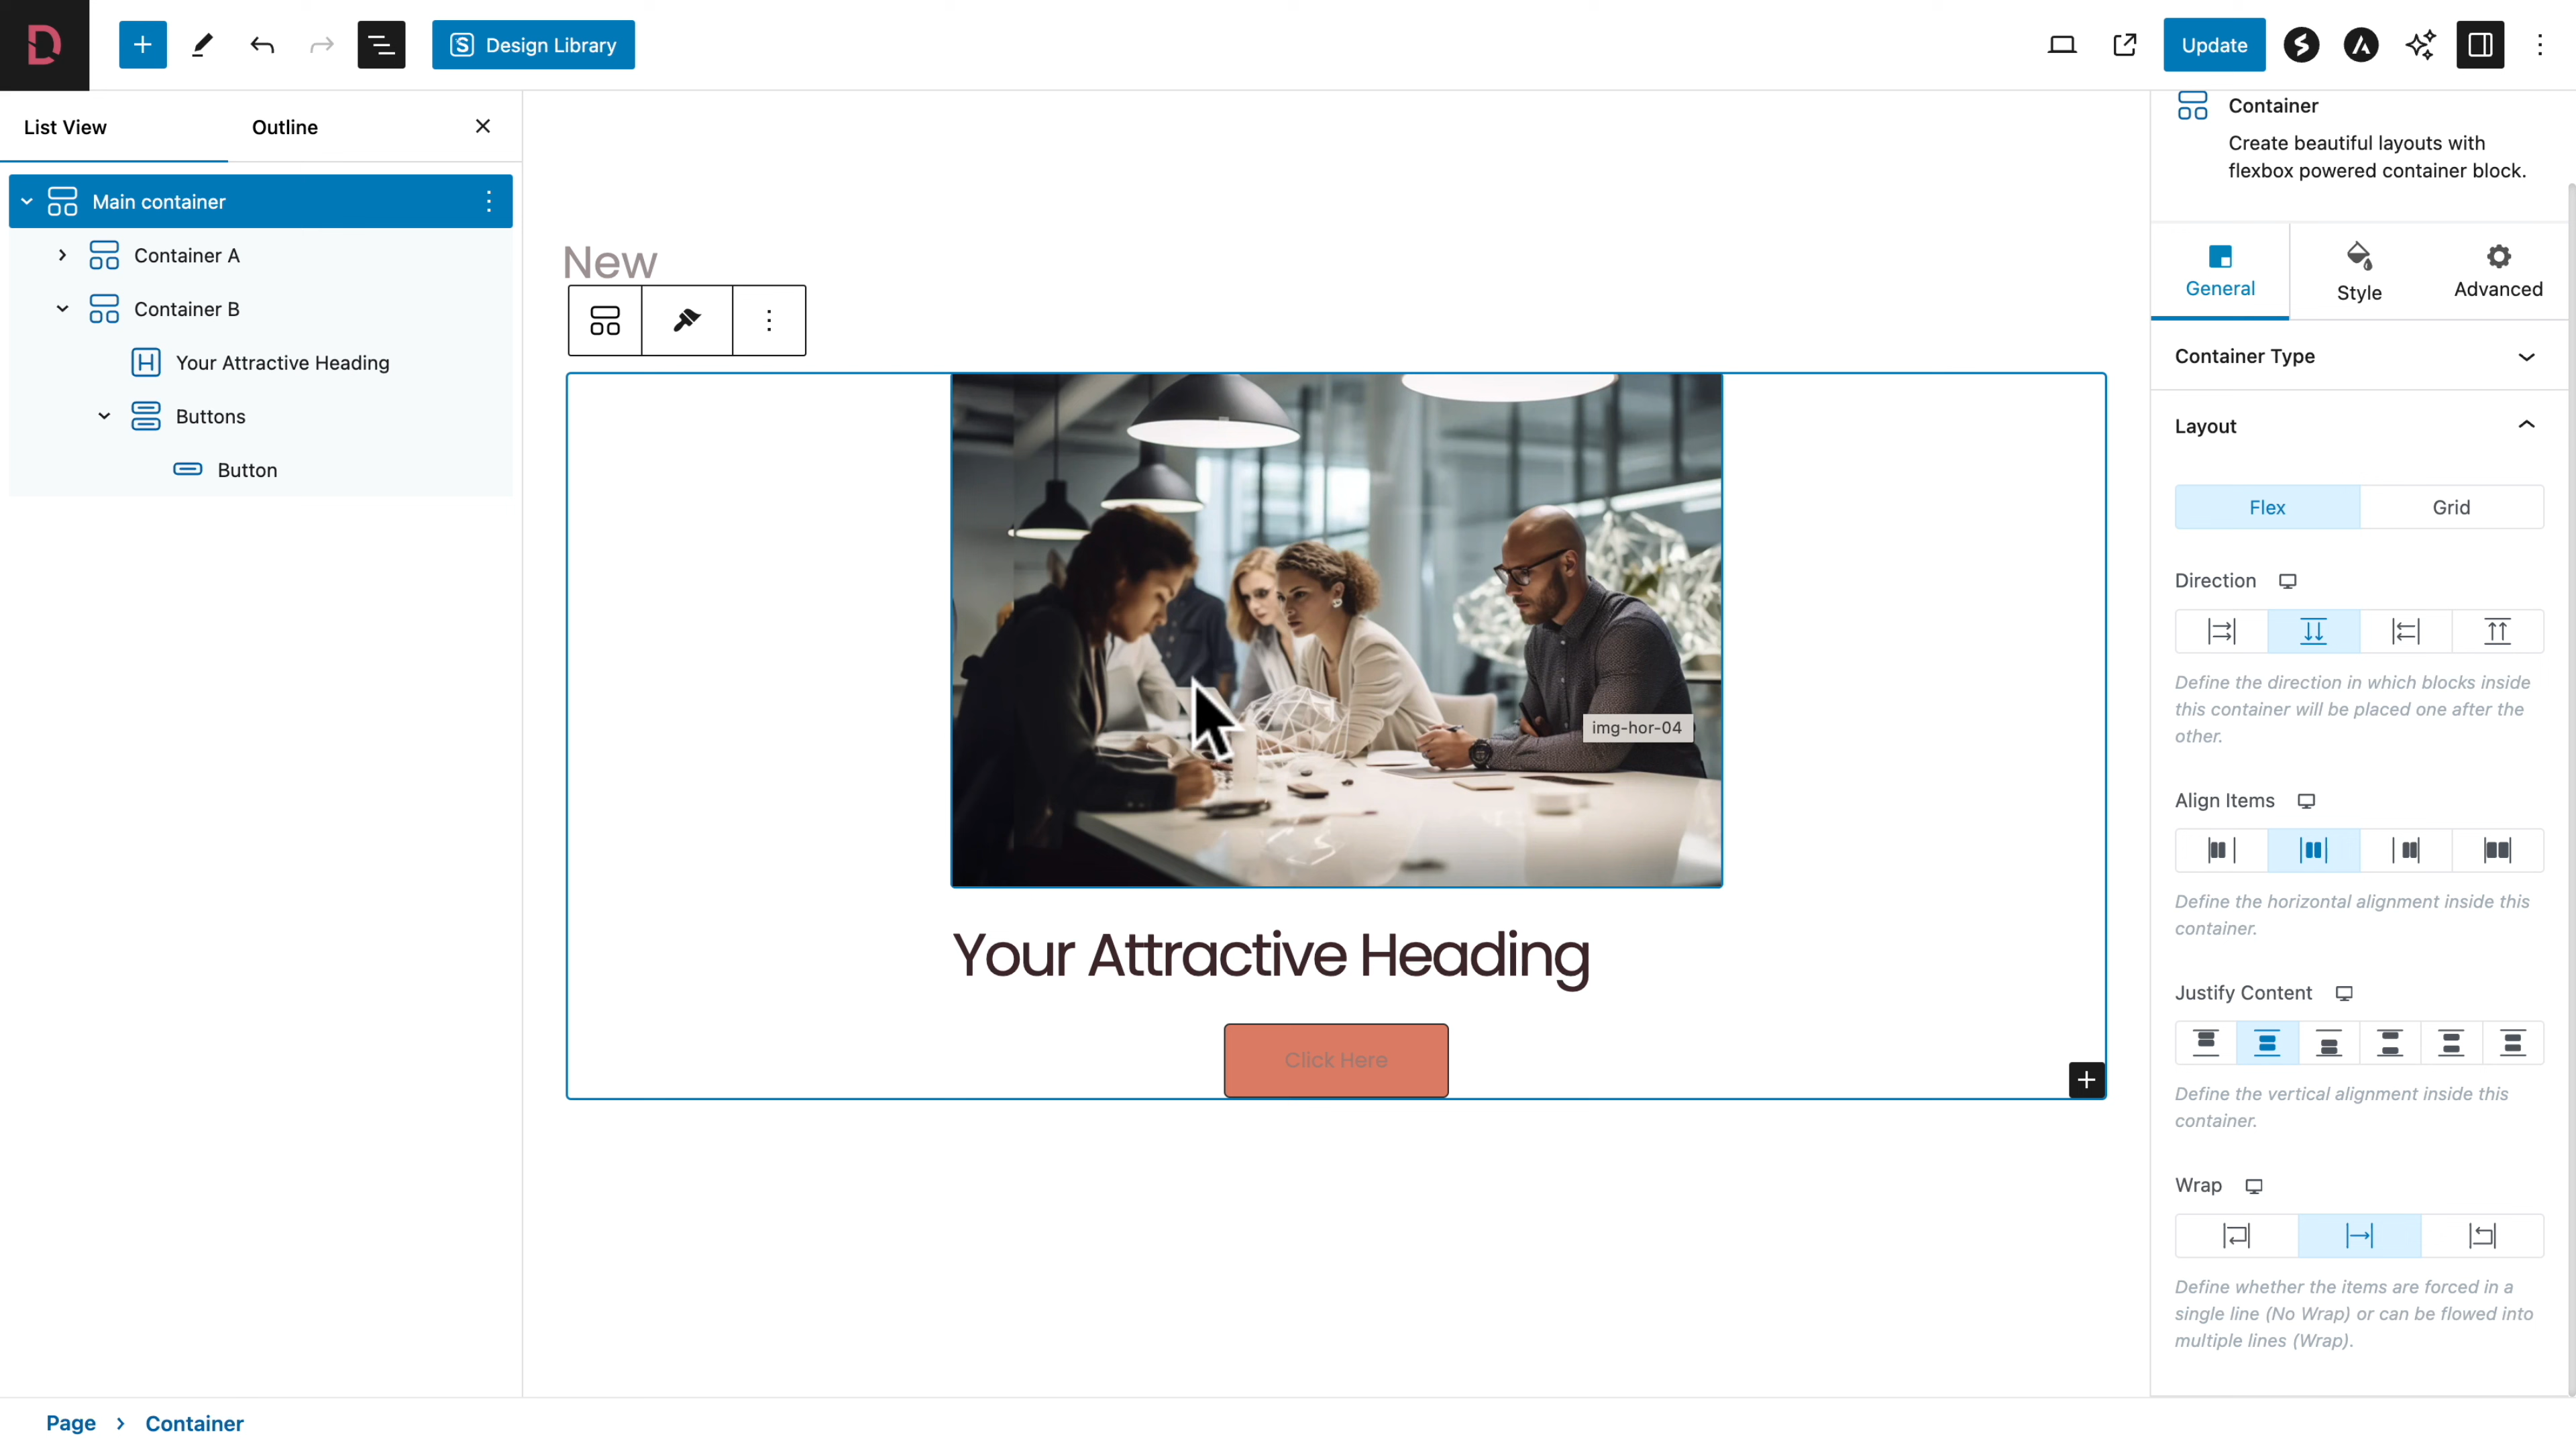 Design Library
Update
List View
Outline
Main container
Container A
Container B
Your Attractive Heading
Buttons
Button
New
img-hor-04
Your Attractive Heading
Click Here
Container
Create beautiful layouts with
flexbox powered container block.
General
Style
Advanced
Container Type
Layout
Flex
Grid
Direction
Define the direction in which blocks inside
this container will be placed one after the
other.
Align Items
Define the horizontal alignment inside this
container.
Justify Content
Define the vertical alignment inside this
container.
Wrap
Define whether the items are forced in a
single line (No Wrap) or can be flowed into
multiple lines (Wrap).
Page > Container